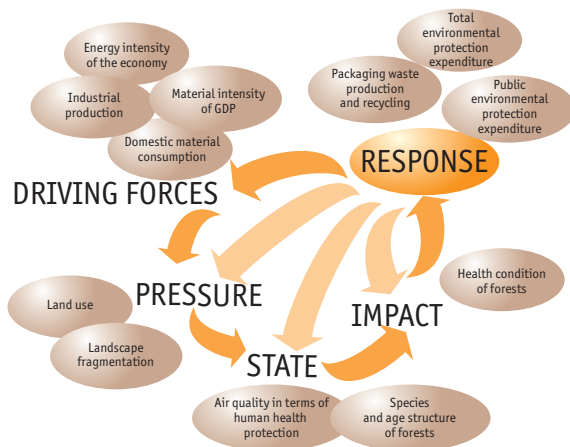 Energy intensity
of the economy
Industrial
production
Material intensity
of GDP
Domestic material
consumption
DRIVING FORCES
Total
environmental
protection
expenditure
Packaging waste
production
and recycling
Public
environmental
protection
expenditure
RESPONSE
PRESSURE
Land use
Landscape
fragmentation
STATE
Air quality in terms of
human health
protection
Species
and age structure
of forests
IMPACT
Health condition
of forests